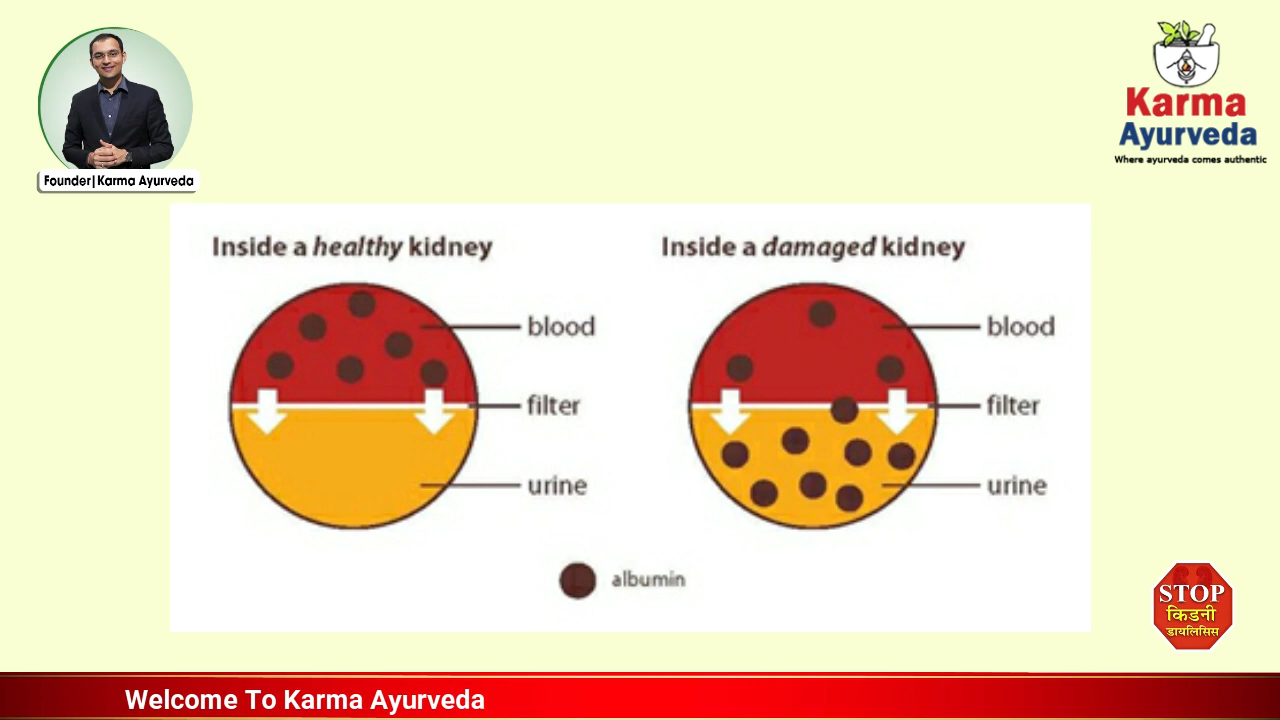 Founder|Karma Ayurveda
Karma
Ayurveda
Where ayurveda comes authentic
Inside a healthy kidney
blood
filter
urine
Inside a damaged kidney
blood
filter
urine
albumin
STOP
किडनी
डायलिसिस
Welcome To Karma Ayurveda